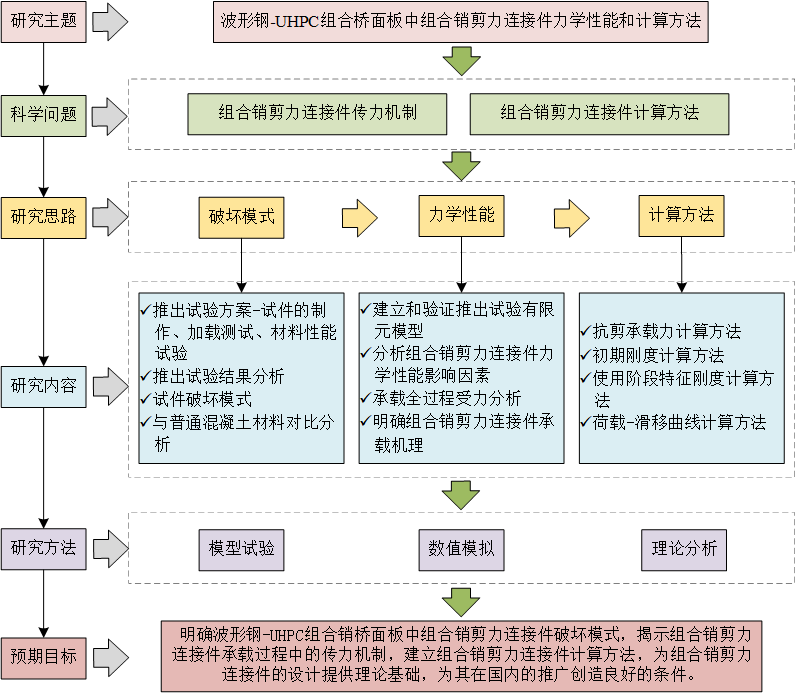 研究主题
波形钢-UHPC组合桥面板中组合销剪力连接件力学性能和计算方法
科学问题
组合销剪力连接件传力机制
组合销剪力连接件计算方法
研究思路
破坏模式
力学性能
计算方法
研究内容
✓推出试验方案-试件的制
作、加载测试、材料性能
试验
✓推出试验结果分析
✓试件破坏模式
✓与普通混凝土材料对比分
析
✓建立和验证推出试验有限
元模型
✓分析组合销剪力连接件力
学性能影响因素
✓承载全过程受力分析
✓明确组合销剪力连接件承
载机理
✓抗剪承载力计算方法
✓初期刚度计算方法
✓使用阶段特征刚度计算方
法
✓荷载-滑移曲线计算方法
研究方法
模型试验
数值模拟
理论分析
预期目标
明确波形钢-UHPC组合销桥面板中组合销剪力连接件破坏模式，揭示组合销剪力
连接件承载过程中的传力机制，建立组合销剪力连接件计算方法，为组合销剪力
连接件的设计提供理论基础，为其在国内的推广创造良好的条件。